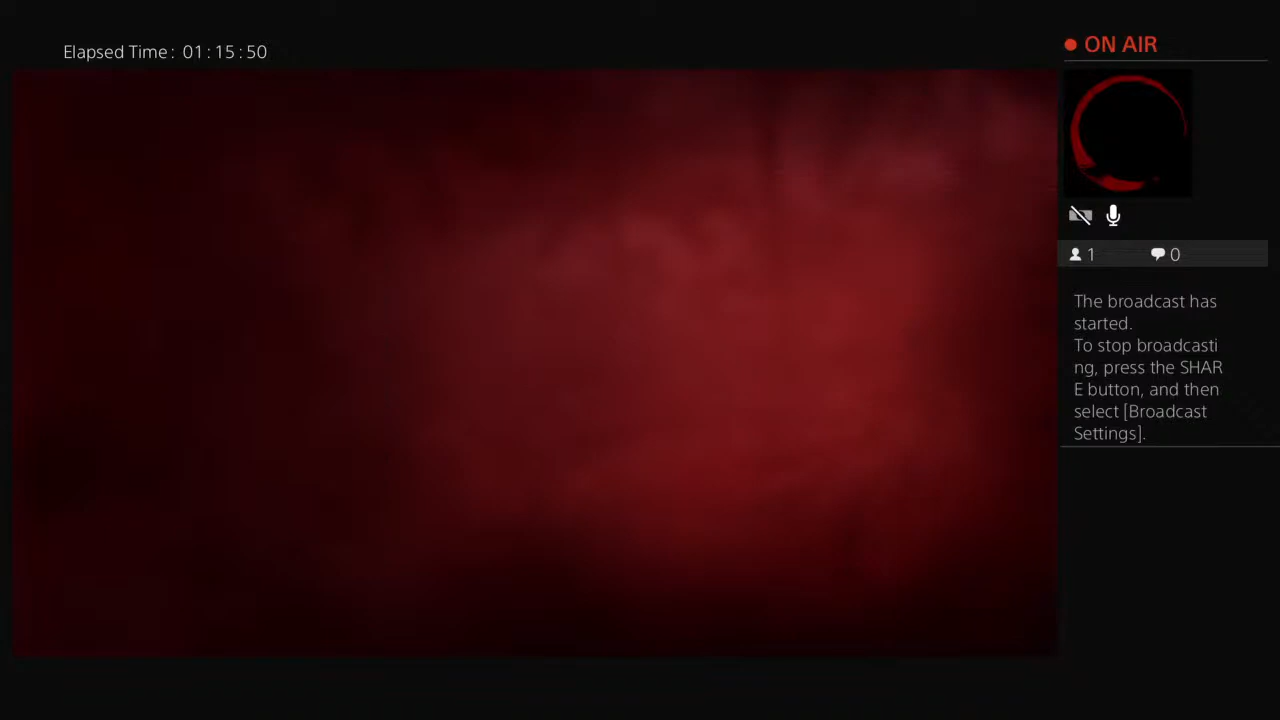 Elapsed Time: 01:15:50
ON AIR
1
0
The broadcast has
started.
To stop broadcasti
ng, press the SHAR
E button, and then
select [Broadcast
Settings].